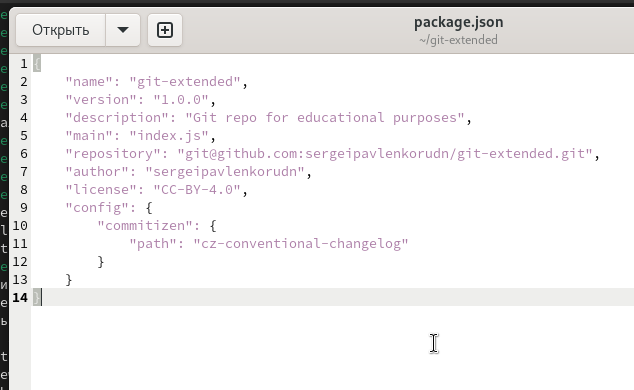 Открыть
package.json
~/git-extended
1 {
2 "name": "git-extended",
3 "version": "1.0.0",
4 "description": "Git repo for educational purposes",
5 "main": "index.js",
6 "repository": "git@github.com:sergeipavlenkorudn/git-extended.git",
7 "author": "sergeipavlenkorudn",
8 "license": "CC-BY-4.0",
9 "config": {
10 "commitizen": {
11 "path": "cz-conventional-changelog"
12 }
13 }
14 }